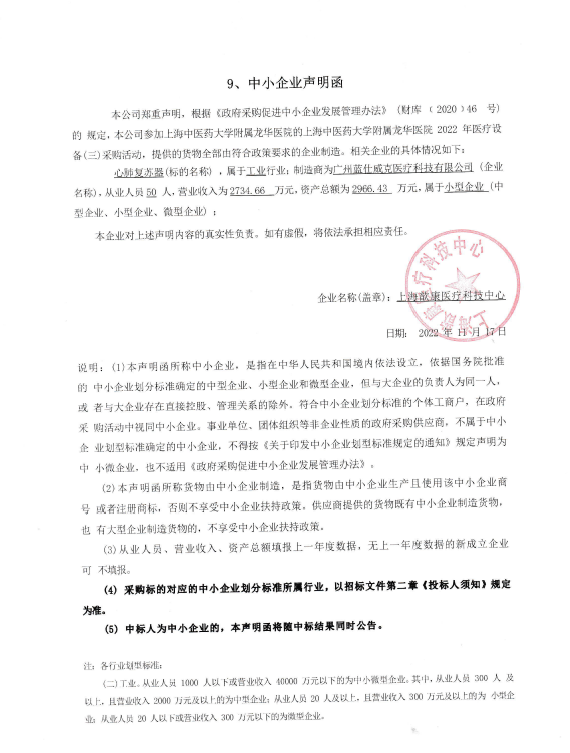 9、中小企业声明函
本公司郑重声明，根据《政府采购促进中小企业发展管理办法》（财库﹝2020﹞46 号）
的 规定，本公司参加上海中医药大学附属龙华医院的上海中医药大学附属龙华医院 2022 年医疗设
备(三)采购活动，提供的货物全部由符合政策要求的企业制造。相关企业的具体情况如下：
心肺复苏器(标的名称) ，属于工业行业；制造商为广州蓝仕威克医疗科技有限公司 (企业
名称)，从业人员50 人，营业收入为2734.66 万元，资产总额为2966.43 万元，属于小型企业 (中
型企业、小型企业、微型企业) ；
本企业对上述声明内容的真实性负责。如有虚假，将依法承担相应责任。
企业名称(盖章)：上海歆康医疗科技中心
日期： 2022 年 11 月 17日
说明：(1)本声明函所称中小企业，是指在中华人民共和国境内依法设立，依据国务院批准
的 中小企业划分标准确定的中型企业、小型企业和微型企业，但与大企业的负责人为同一人，
或 者与大企业存在直接控股、管理关系的除外。符合中小企业划分标准的个体工商户，在政府
采 购活动中视同中小企业。事业单位、团体组织等非企业性质的政府采购供应商，不属于中小
企 业划型标准确定的中小企业，不得按《关于印发中小企业划型标准规定的通知》规定声明为
中 小微企业，也不适用《政府采购促进中小企业发展管理办法》。
(2)本声明函所称货物由中小企业制造，是指货物由中小企业生产且使用该中小企业商
号 或者注册商标，否则不享受中小企业扶持政策。供应商提供的货物既有中小企业制造货物，
也 有大型企业制造货物的，不享受中小企业扶持政策。
(3)从业人员、营业收入、资产总额填报上一年度数据，无上一年度数据的新成立企业
可 不填报。
(4) 采购标的对应的中小企业划分标准所属行业，以招标文件第二章《投标人须知》规定
为准。
(5) 中标人为中小企业的，本声明函将随中标结果同时公告。
注：各行业划型标准：
(二)工业。从业人员 1000 人以下或营业收入 40000 万元以下的为中小微型企业。其中，从业人员 300 人 及
以上，且营业收入 2000 万元及以上的为中型企业；从业人员 20 人及以上，且营业收入 300 万元及以上的为 小型企
业；从业人员 20 人以下或营业收入 300 万元以下的为微型企业。